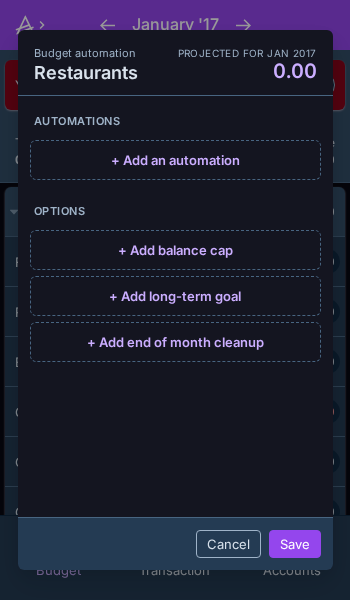 January '17
Budget automation
PROJECTED FOR JAN 2017
Restaurants
0.00
AUTOMATIONS
+ Add an automation
OPTIONS
+ Add balance cap
+ Add long-term goal
+ Add end of month cleanup
Cancel
Save
Budget
Transaction
Accounts